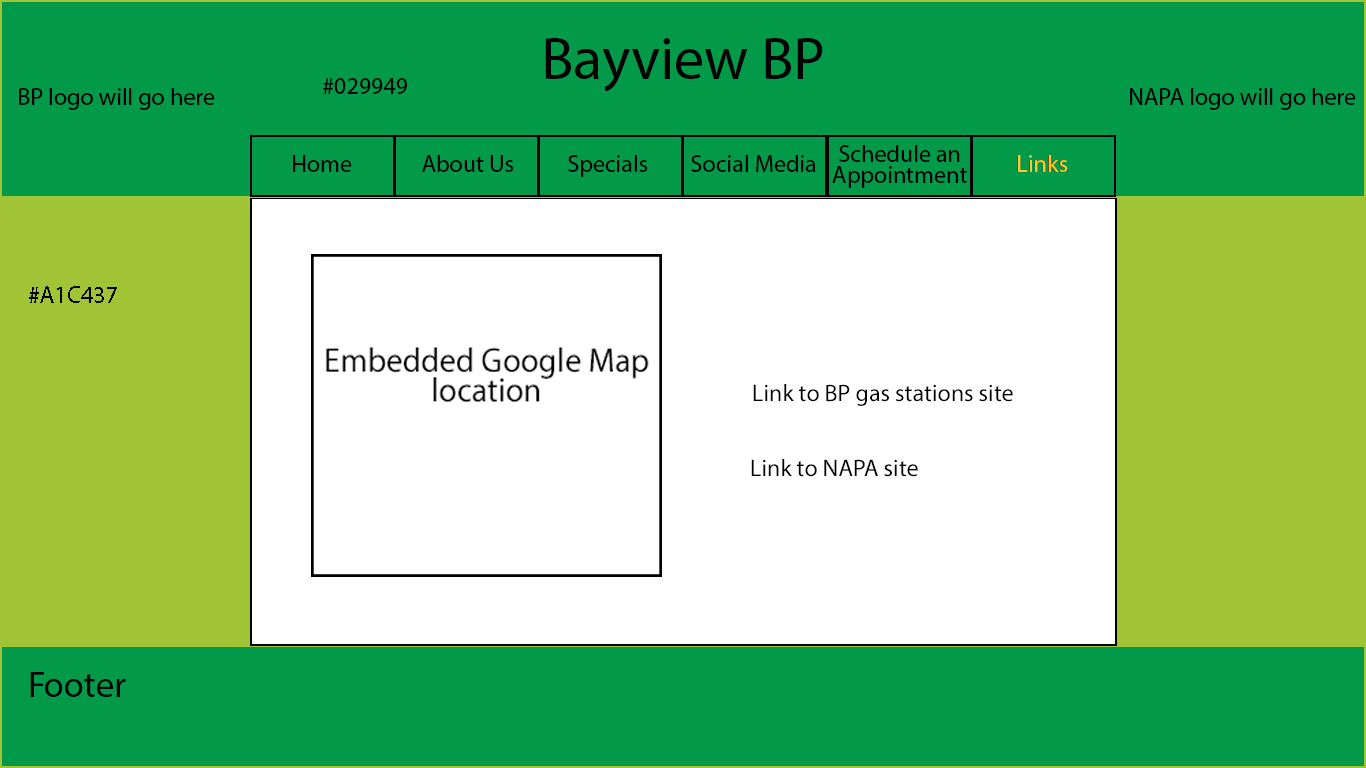 Bayview BP
#029949
BP logo will go here
NAPA logo will go here
Home
About Us
Specials
Social Media
Schedule an
Appointment
Links
#A1C437
Embedded Google Map
location
Link to BP gas stations site
Link to NAPA site
Footer